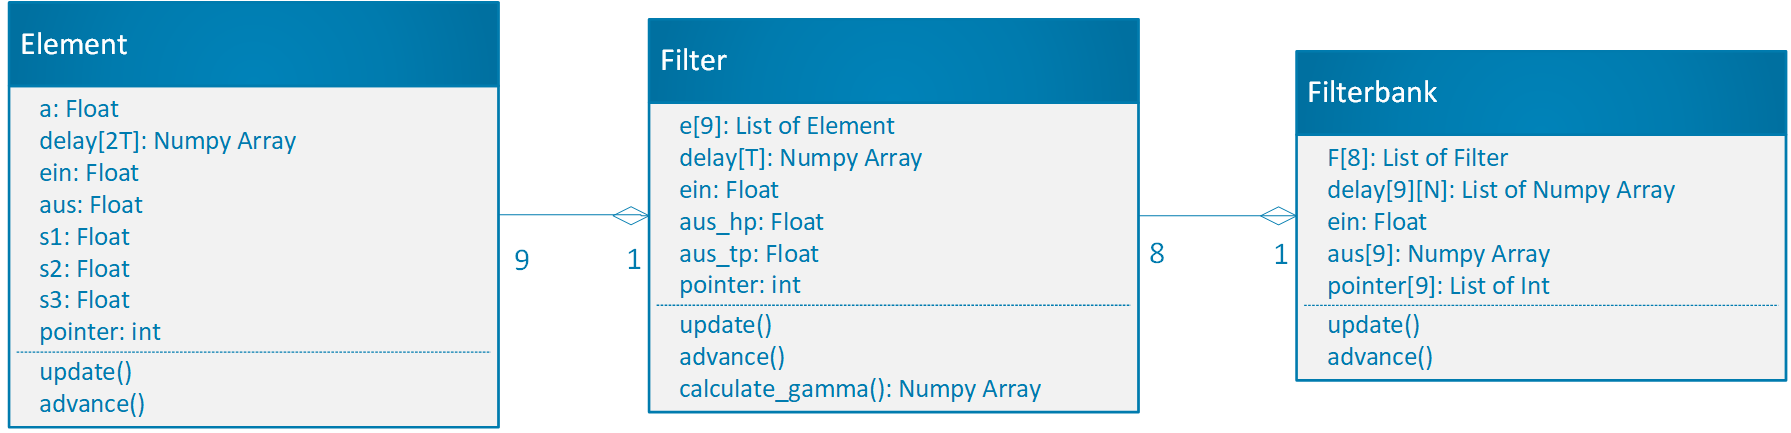 Element
a: Float
delay[2T]: Numpy Array
ein: Float
aus: Float
s1: Float
s2: Float
s3: Float
pointer: int
update()
advance()
9
1
Filter
e[9]: List of Element
delay[T]: Numpy Array
ein: Float
aus_hp: Float
aus_tp: Float
pointer: int
update()
advance()
calculate_gamma(): Numpy Array
8
1
Filterbank
F[8]: List of Filter
delay[9][N]: List of Numpy Array
ein: Float
aus[9]: Numpy Array
pointer[9]: List of Int
update()
advance()